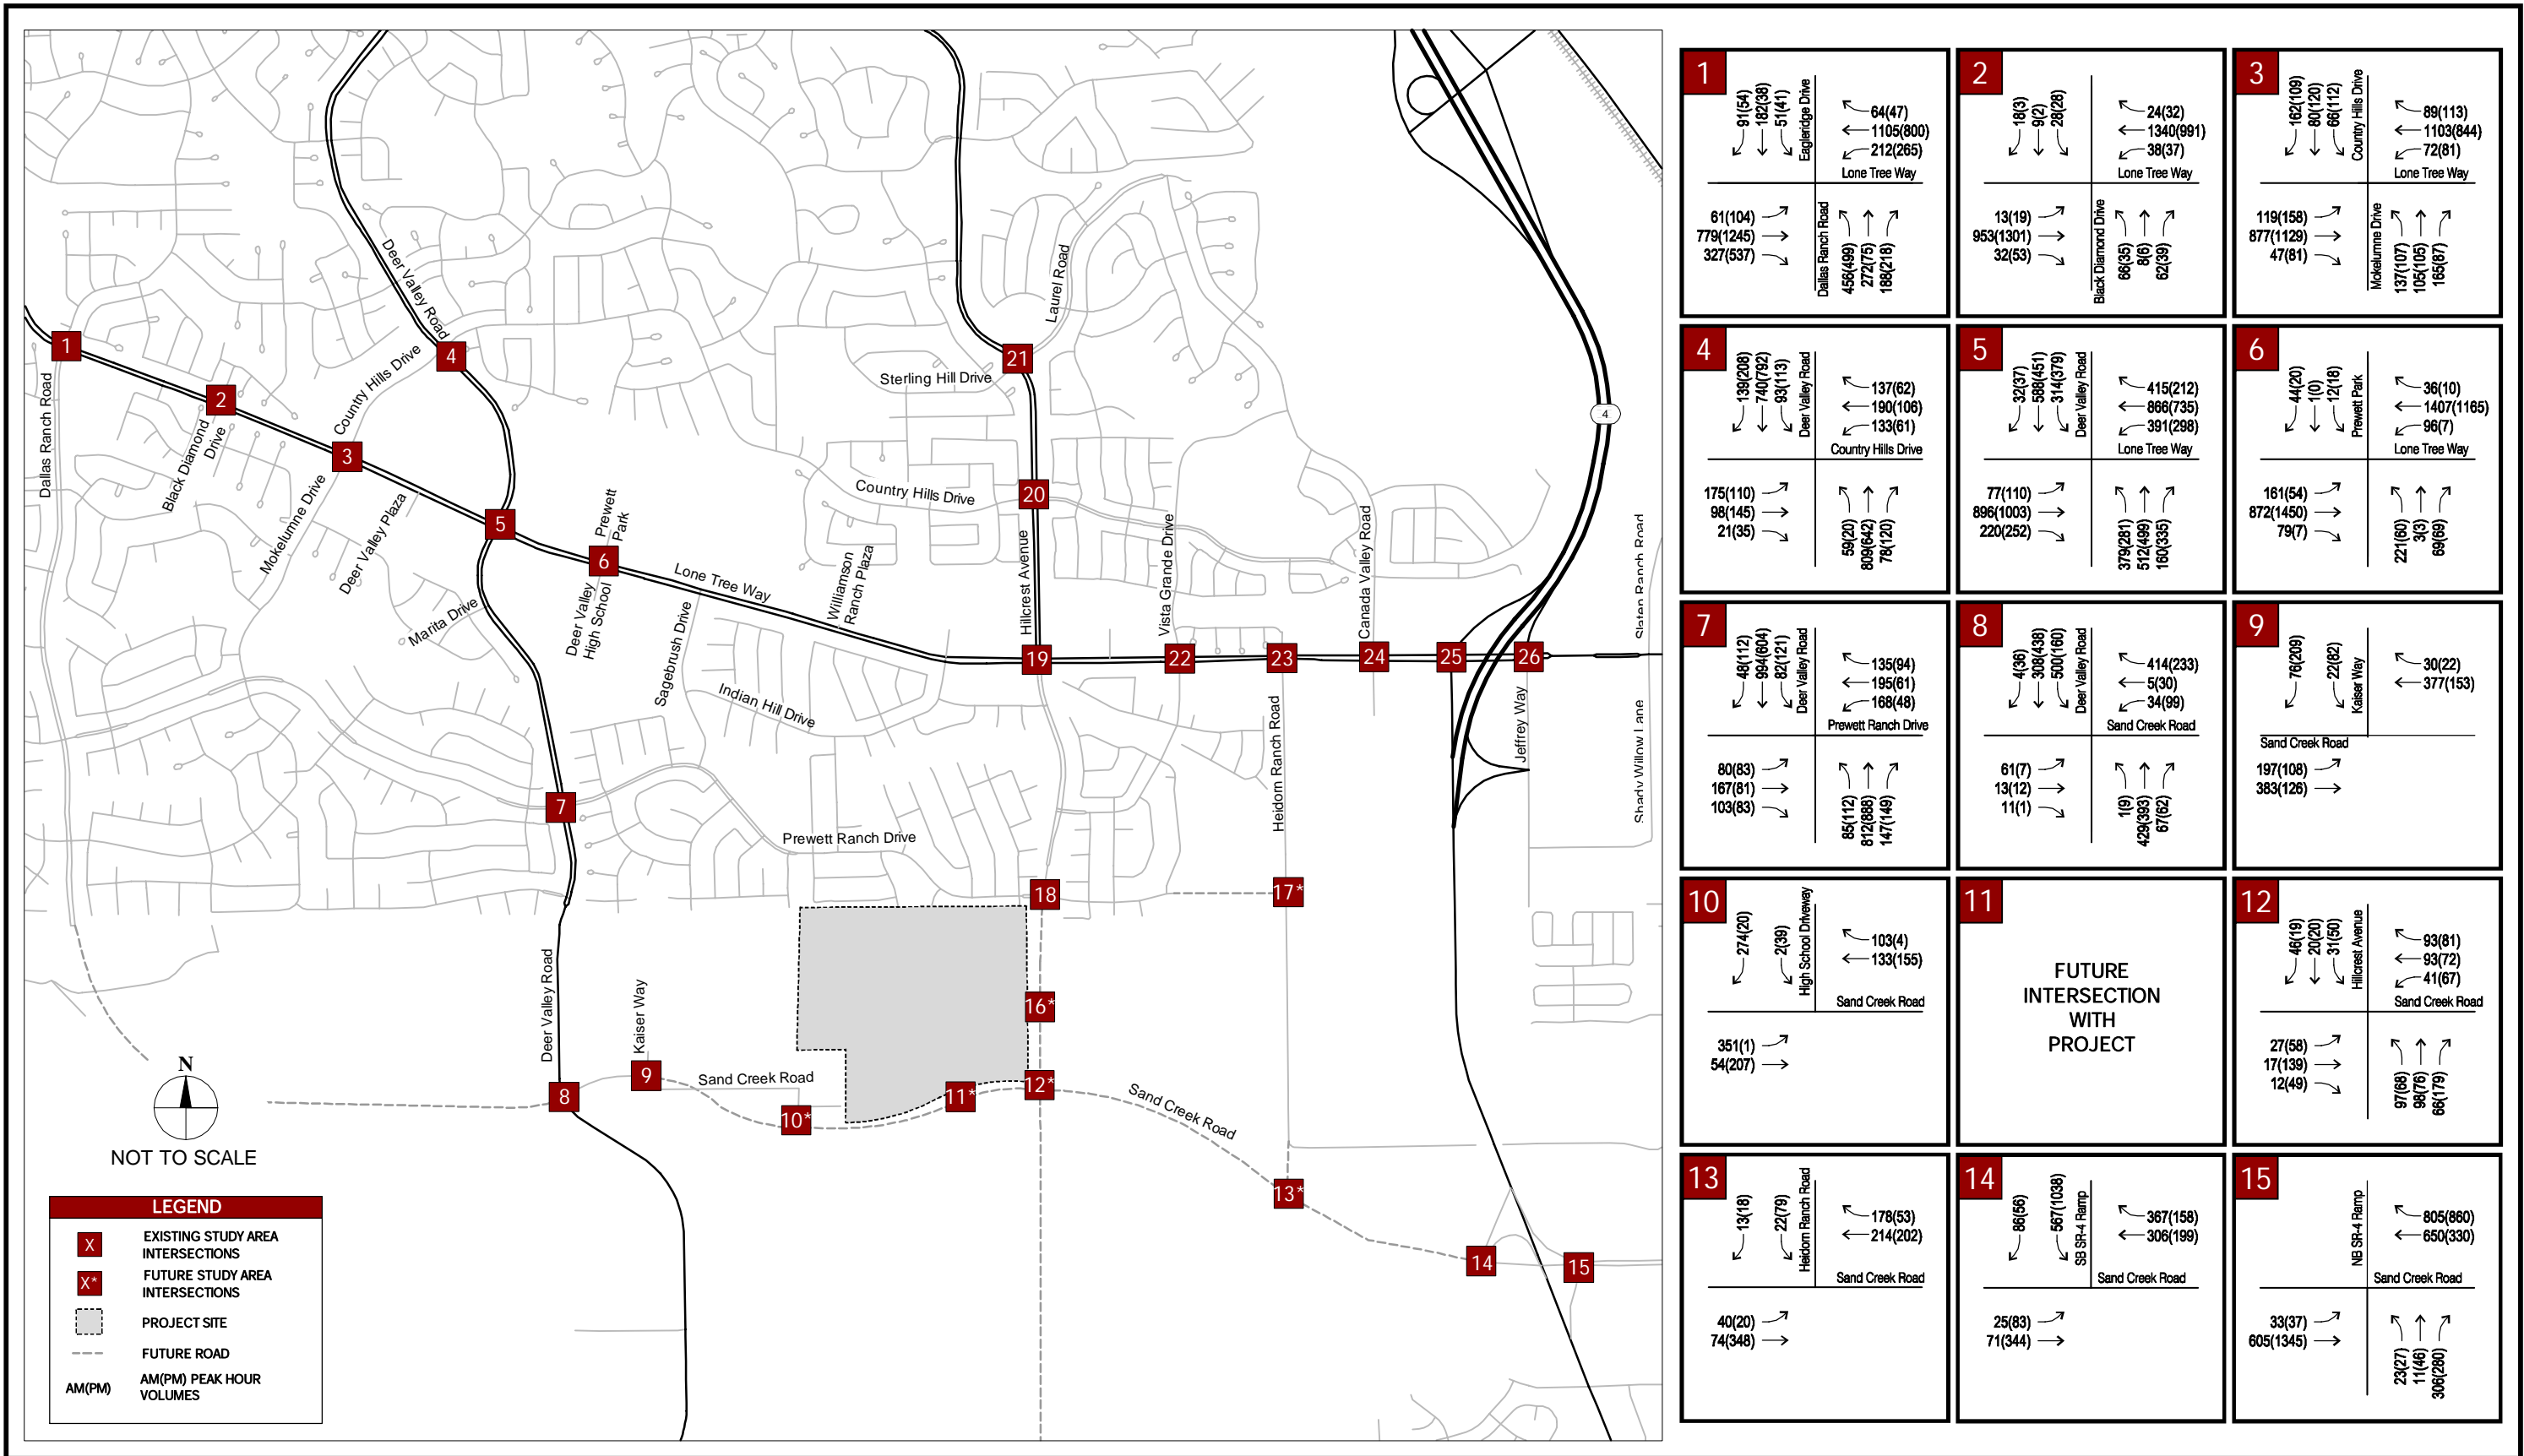 Deer Valley Road
Laurel Road
Dallas Ranch Road
1
2
3
4
21
Country Hills Drive
Sterling Hill Drive
Black Diamond
Drive
Mokelumne Drive
Deer Valley Plaza
5
Prewett
Park
6
Country Hills Drive
20
4
Marita Drive
Deer Valley
High School
Sagebrush Drive
Lone Tree Way
Williamson
Ranch Plaza
Hillcrest Avenue
Vista Grande Drive
Canada Valley Road
Slaten Ranch Road
19
22
23
24
25
26
Indian Hill Drive
Heidorn Ranch Road
Jeffrey Way
Shady Willow Lane
7
Prewett Ranch Drive
18
17*
Deer Valley Road
Kaiser Way
16*
8
9
Sand Creek Road
10*
11*
12*
Sand Creek Road
13*
14
15
N
NOT TO SCALE
LEGEND
X
EXISTING STUDY AREA
INTERSECTIONS
X*
FUTURE STUDY AREA
INTERSECTIONS
PROJECT SITE
FUTURE ROAD
AM(PM)
AM(PM) PEAK HOUR
VOLUMES
1
91(54)
182(38)
51(41)
Eagleridge Drive
64(47)
1105(800)
212(265)
Lone Tree Way
61(104)
779(1245)
327(537)
Dallas Ranch Road
456(499)
272(75)
188(218)
2
18(3)
9(2)
28(28)
24(32)
1340(991)
38(37)
Lone Tree Way
13(19)
953(1301)
32(53)
Black Diamond Drive
66(35)
8(6)
62(39)
3
162(109)
80(120)
66(112)
Country Hills Drive
89(113)
1103(844)
72(81)
Lone Tree Way
119(158)
877(1129)
47(81)
Mokelumne Drive
137(107)
105(105)
165(87)
4
139(208)
740(792)
93(113)
Deer Valley Road
137(62)
190(106)
133(61)
Country Hills Drive
175(110)
98(145)
21(35)
59(20)
809(642)
78(120)
5
32(37)
588(451)
314(379)
Deer Valley Road
415(212)
866(735)
391(298)
Lone Tree Way
77(110)
896(1003)
220(252)
379(281)
512(499)
160(335)
6
44(20)
1(0)
12(18)
Prewett Park
36(10)
1407(1165)
96(7)
Lone Tree Way
161(54)
872(1450)
79(7)
221(60)
3(3)
69(69)
7
48(112)
994(604)
82(121)
Deer Valley Road
135(94)
195(61)
168(48)
Prewett Ranch Drive
80(83)
167(81)
103(83)
85(112)
812(888)
147(149)
8
4(36)
308(438)
500(160)
Deer Valley Road
414(233)
5(30)
34(99)
Sand Creek Road
61(7)
13(12)
11(1)
1(9)
429(393)
67(62)
9
76(209)
22(82)
Kaiser Way
30(22)
377(153)
Sand Creek Road
197(108)
383(126)
10
274(20)
2(39)
High School Driveway
103(4)
133(155)
Sand Creek Road
351(1)
54(207)
11
FUTURE
INTERSECTION
WITH
PROJECT
12
46(19)
20(20)
31(50)
Hillcrest Avenue
93(81)
93(72)
41(67)
Sand Creek Road
27(58)
17(139)
12(49)
97(68)
98(76)
66(179)
13
13(18)
22(79)
Heidorn Ranch Road
178(53)
214(202)
Sand Creek Road
40(20)
74(348)
14
86(56)
567(1038)
SB SR-4 Ramp
367(158)
306(199)
Sand Creek Road
25(83)
71(344)
15
NB SR-4 Ramp
805(860)
650(330)
Sand Creek Road
33(37)
605(1345)
23(27)
11(46)
306(280)